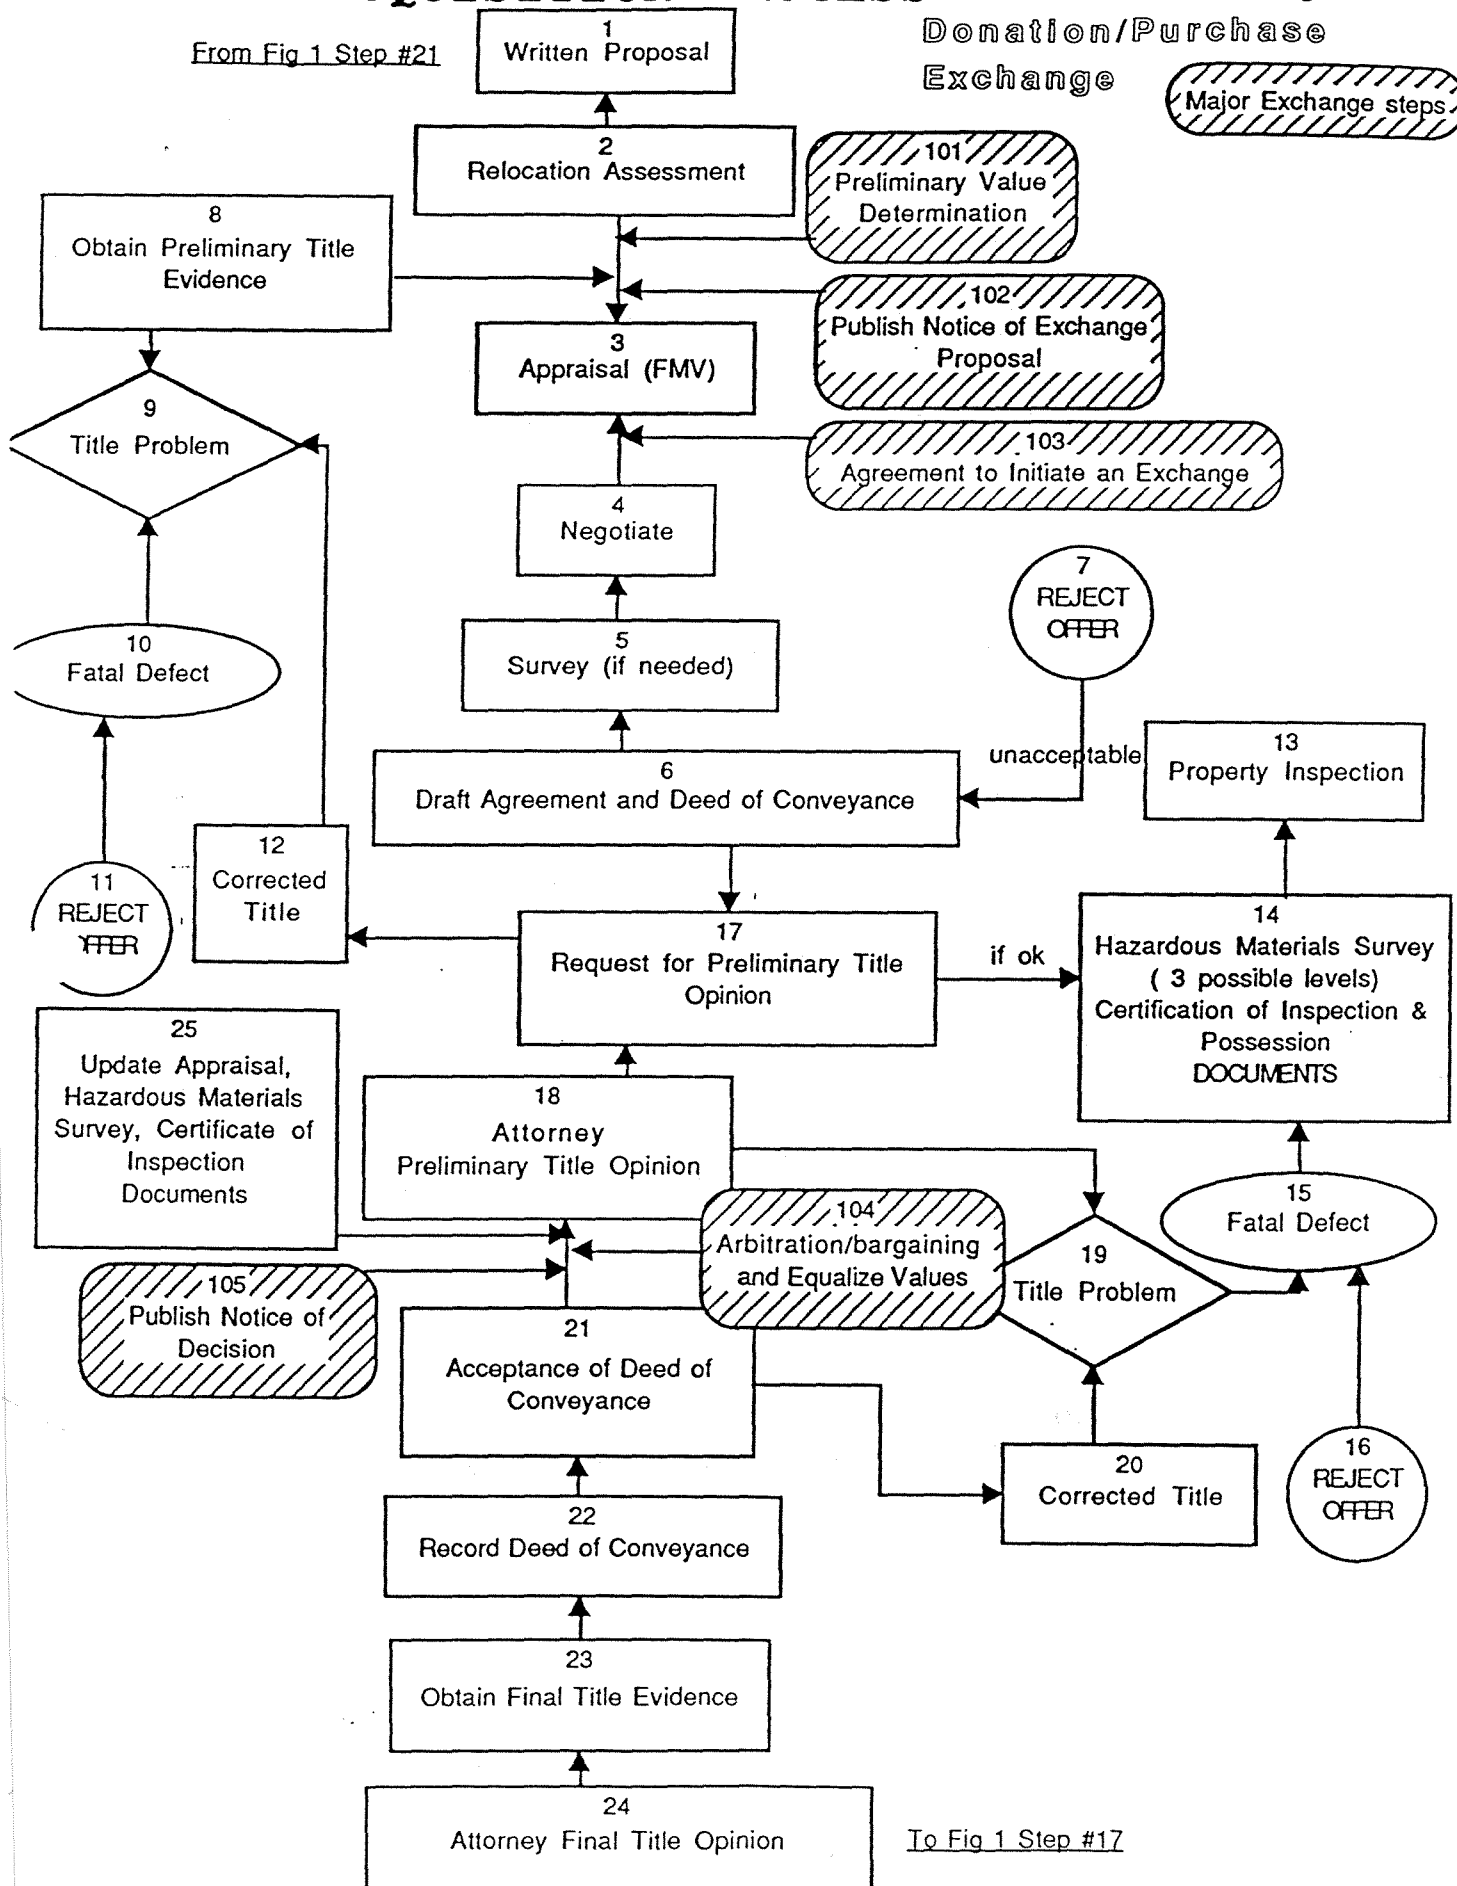 From Fig 1 Step #21
Donation/Purchase
Exchange
Major Exchange steps
1
Written Proposal
2
Relocation Assessment
101
Preliminary Value
Determination
8
Obtain Preliminary Title
Evidence
102
Publish Notice of Exchange
Proposal
3
Appraisal (FMV)
9
Title Problem
103
Agreement to Initiate an Exchange
4
Negotiate
7
REJECT
OFFER
10
Fatal Defect
5
Survey (if needed)
unacceptable
13
Property Inspection
6
Draft Agreement and Deed of Conveyance
12
Corrected
Title
11
REJECT
17
Request for Preliminary Title
Opinion
if ok
14
Hazardous Materials Survey
( 3 possible levels)
Certification of Inspection &
Possession
DOCUMENTS
25
Update Appraisal,
Hazardous Materials
Survey, Certificate of
Inspection
Documents
18
Attorney
Preliminary Title Opinion
15
Fatal Defect
104
Arbitration/bargaining
and Equalize Values
19
Title Problem
105
Publish Notice of
Decision
21
Acceptance of Deed of
Conveyance
16
REJECT
OFFER
20
Corrected Title
22
Record Deed of Conveyance
23
Obtain Final Title Evidence
24
Attorney Final Title Opinion
To Fig 1 Step #17